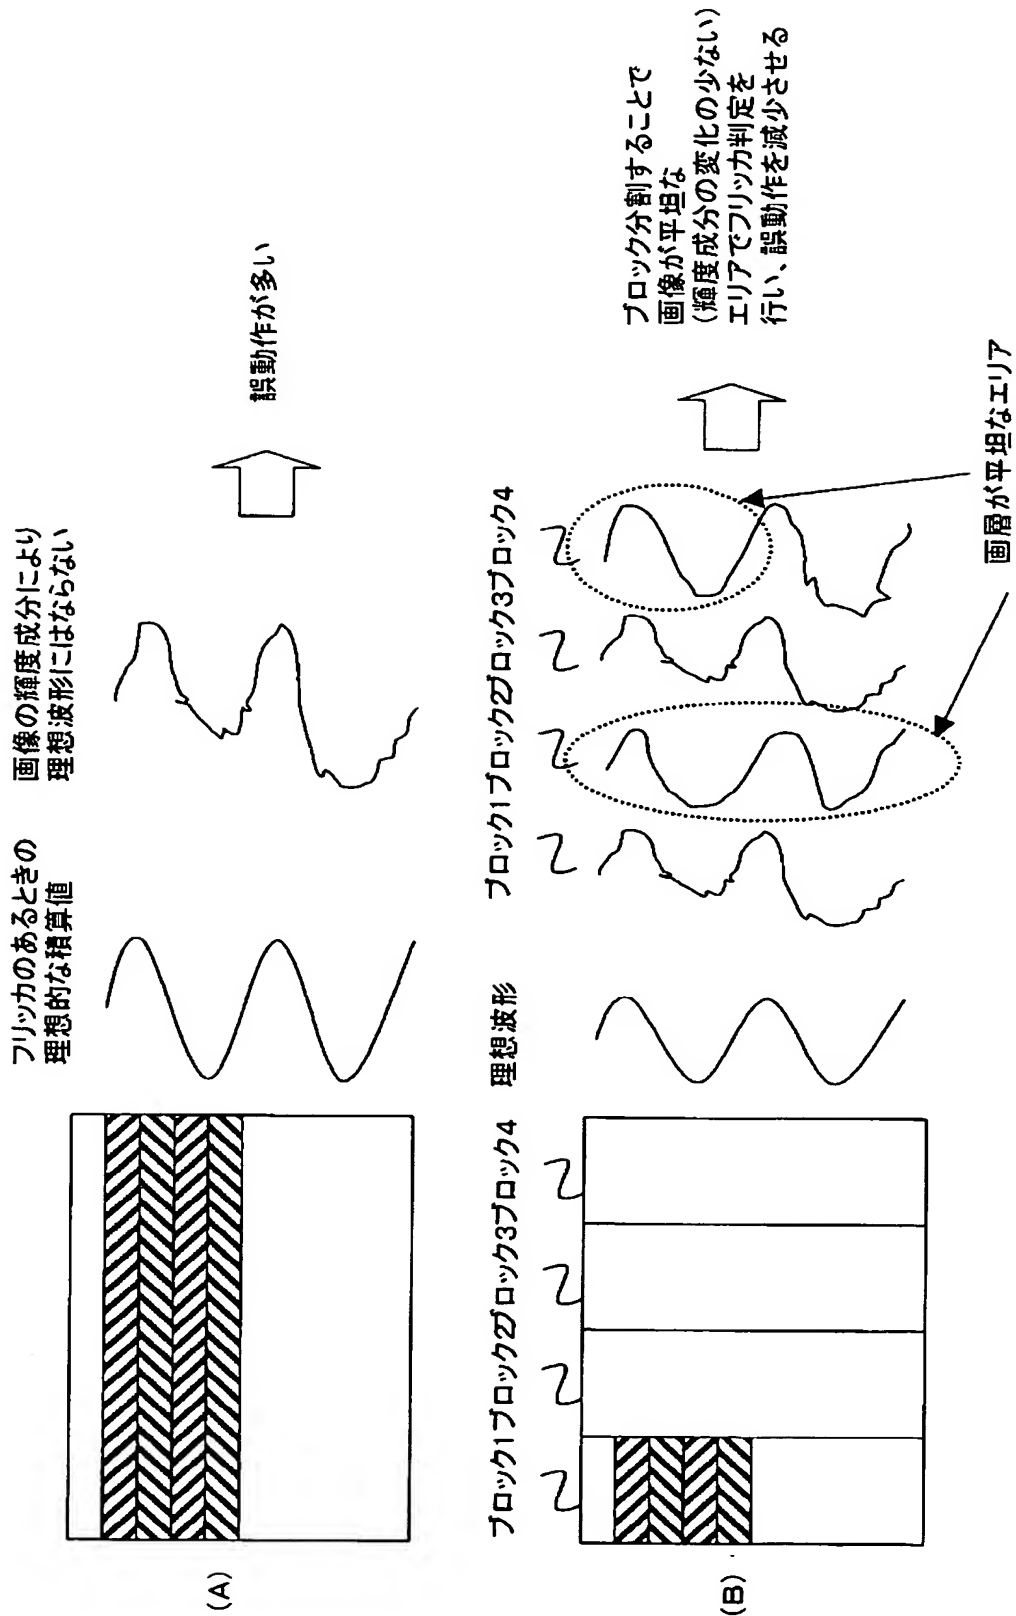 (A)
フリッカのあるときの
理想的な積算値
画像の輝度成分により
理想波形にはならない
誤動作が多い
(B)
ブロック1ブロック2ブロック3ブロック4
理想波形
ブロック1ブロック2ブロック3ブロック4
ブロック分割することで
画像が平坦な
(輝度成分の変化の少ない)
エリアでフリッカ判定を
行い、誤動作を減少させる
画層が平坦なエリア